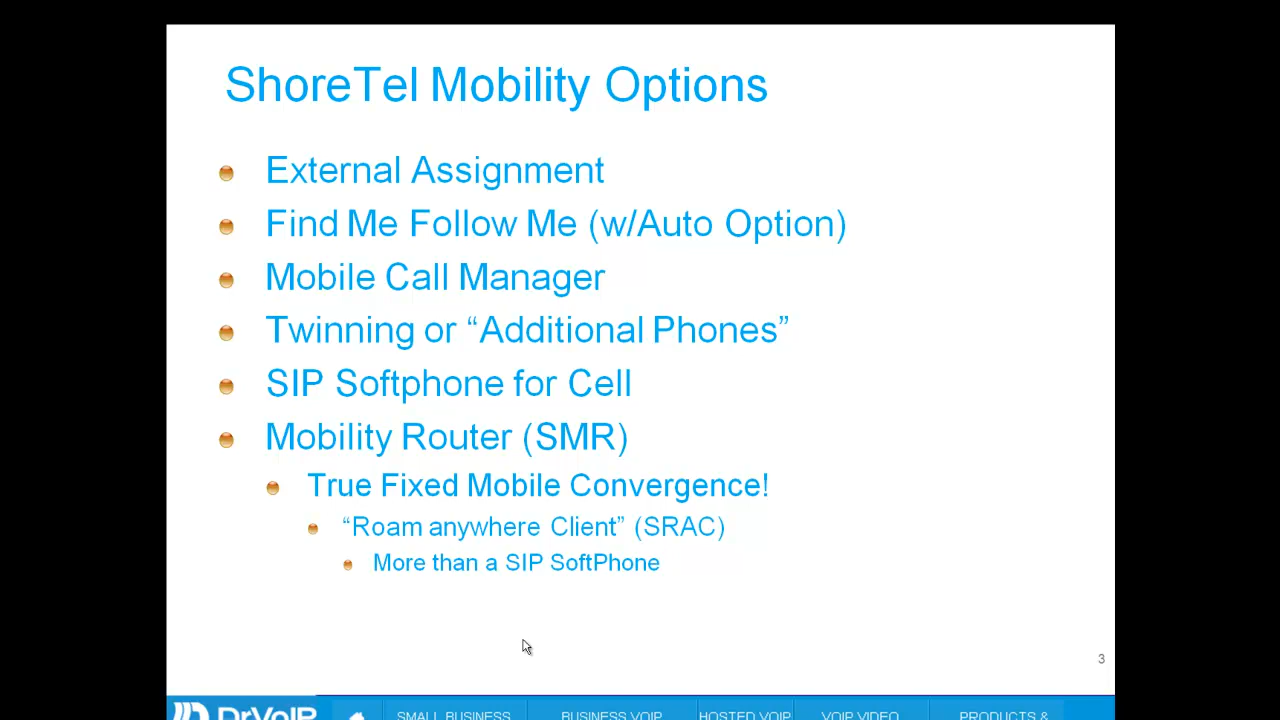 ShoreTel Mobility Options
External Assignment
Find Me Follow Me (w/Auto Option)
Mobile Call Manager
Twinning or “Additional Phones”
SIP Softphone for Cell
Mobility Router (SMR)
True Fixed Mobile Convergence!
“Roam anywhere Client” (SRAC)
More than a SIP SoftPhone
3
DrVoIP SMALL BUSINESS BUSINESS VOIP HOSTED VOIP VOIP VIDEO PRODUCTS &